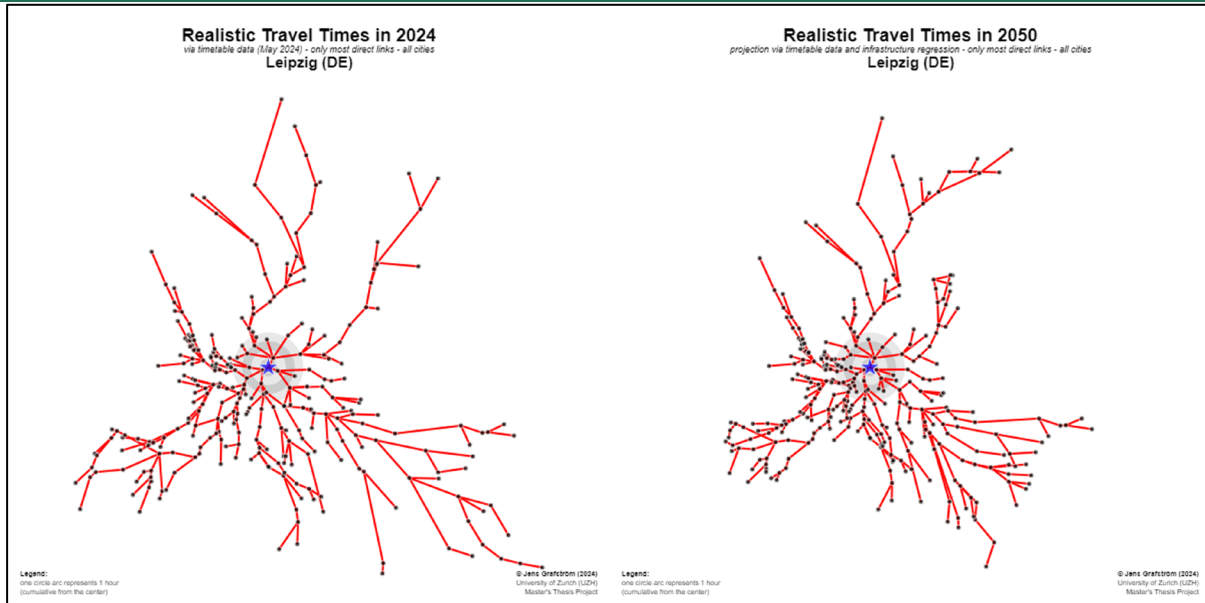 Realistic Travel Times in 2024
via timetable data (May 2024) - only most direct links - all cities
Leipzig (DE)
Legend:
one circle arc represents 1 hour
(cumulative from the center)
© Jens Grafström (2024)
University of Zurich (UZH)
Master's Thesis Project
Realistic Travel Times in 2050
projection via timetable data and infrastructure regression - only most direct links - all cities
Leipzig (DE)
Legend:
one circle arc represents 1 hour
(cumulative from the center)
© Jens Grafström (2024)
University of Zurich (UZH)
Master's Thesis Project